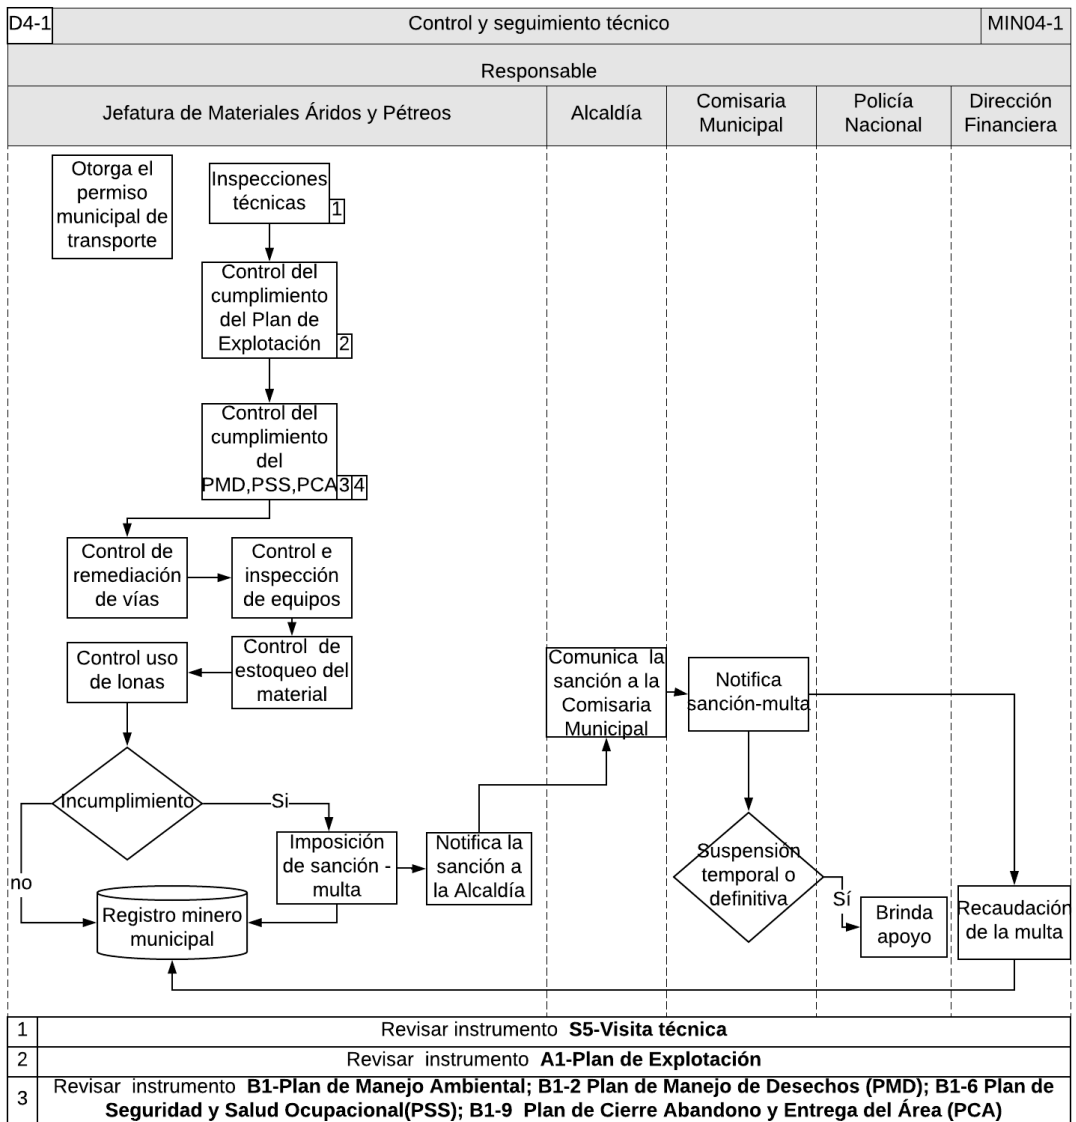 D4-1
Control y seguimiento técnico
MIN04-1
Responsable
Jefatura de Materiales Áridos y Pétreos
Alcaldía
Comisaria
Municipal
Policía
Nacional
Dirección
Financiera
Otorga el
permiso
municipal de
transporte
Inspecciones
técnicas
1
Control del
cumplimiento
del Plan de
Explotación
2
Control del
cumplimiento
del
PMD,PSS,PCA
3
4
Control de
remediación
de vías
Control e
inspección
de equipos
Control uso
de lonas
Control de
estoqueo del
material
Comunica la
sanción a la
Comisaria
Municipal
Notifica
sanción-multa
Incumplimiento
Si
no
Imposición
de sanción -
multa
Notifica la
sanción a
la Alcaldía
Registro minero
municipal
Suspensión
temporal o
definitiva
Sí
Brinda
apoyo
Recaudación
de la multa
1
Revisar instrumento S5-Visita técnica
2
Revisar instrumento A1-Plan de Explotación
3
Revisar instrumento B1-Plan de Manejo Ambiental; B1-2 Plan de Manejo de Desechos (PMD); B1-6 Plan de
Seguridad y Salud Ocupacional(PSS); B1-9 Plan de Cierre Abandono y Entrega del Área (PCA)